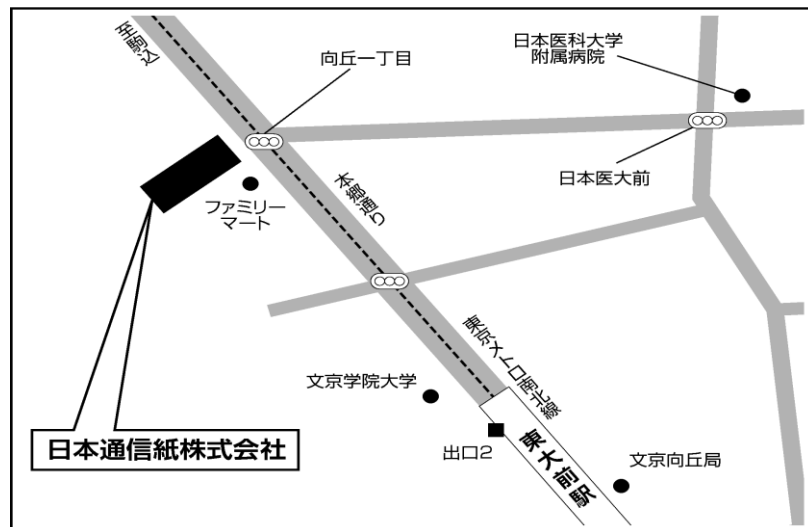 至駒込
向丘一丁目
日本医科大学
附属病院
日本医大前
ファミリー
マート
本郷通り
東京メトロ南北線
文京学院大学
日本通信紙株式会社
出口2
東大前駅
文京向丘局